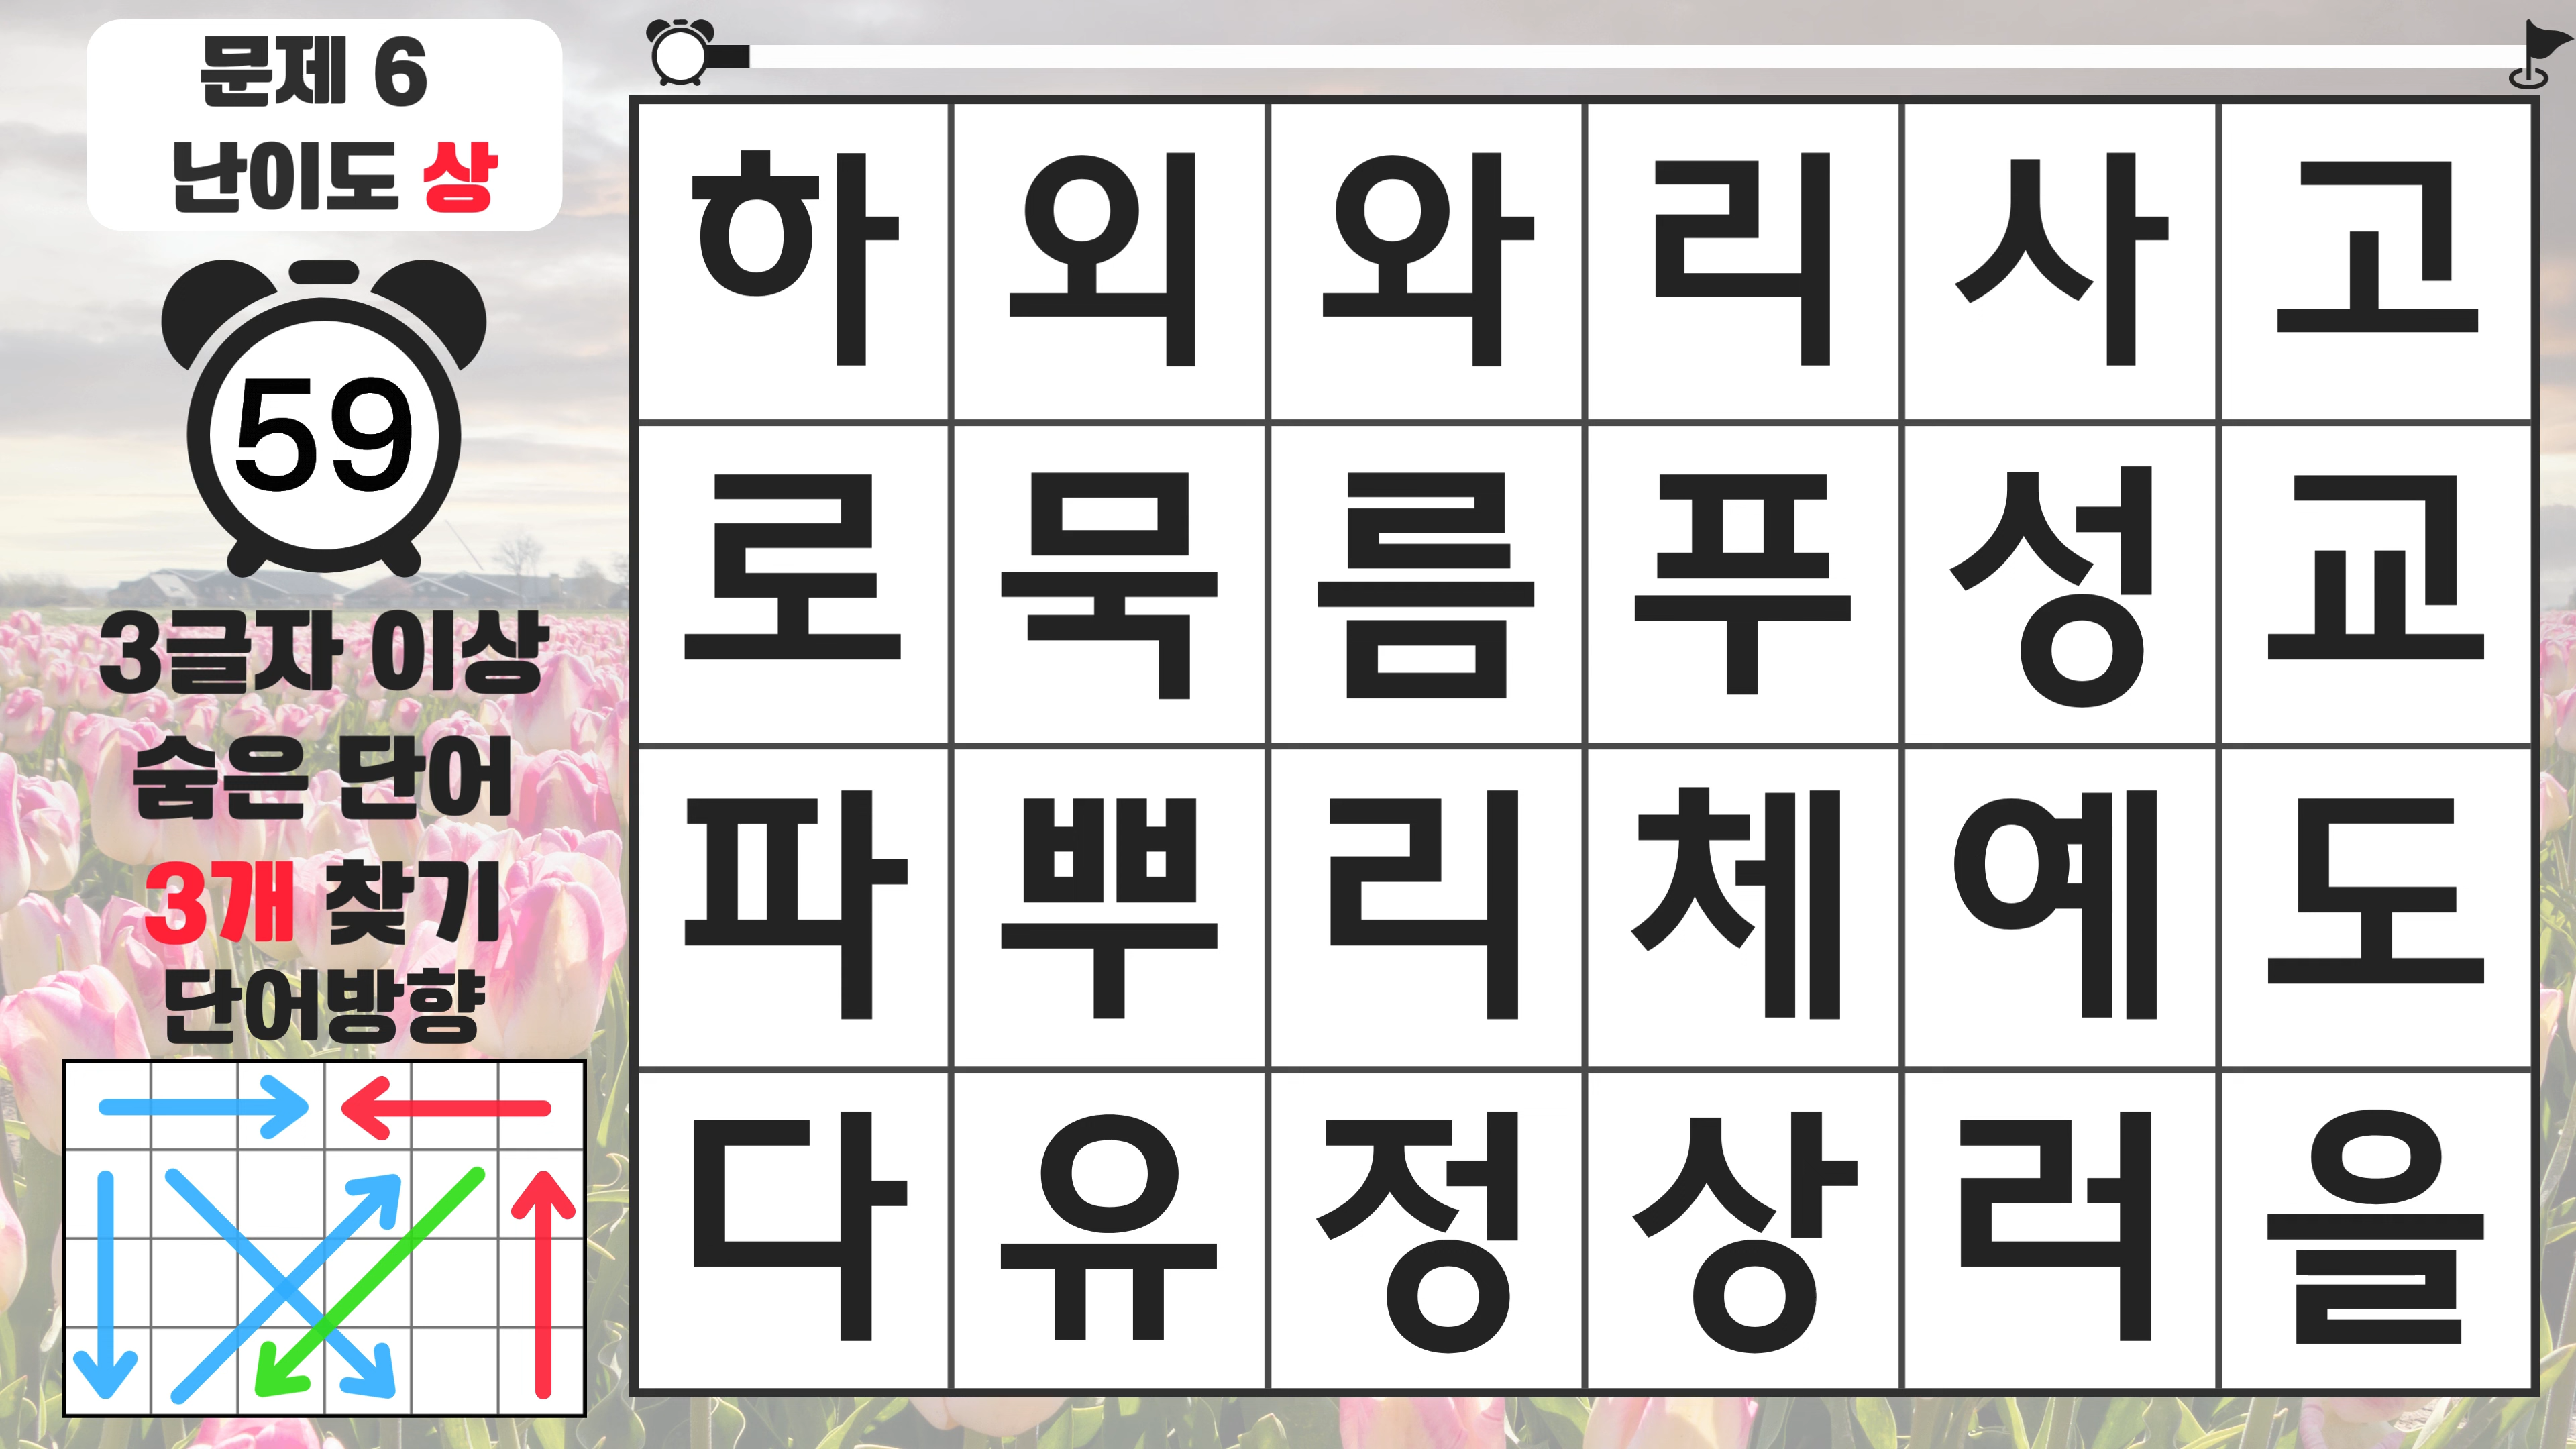 문제 6
난이도 상
59
3글자 이상
숨은 단어
3개 찾기
단어방향
하 외 와 리 사 고
로 묵 름 푸 성 교
파 뿌 리 체 예 도
다 유 정 상 러 을